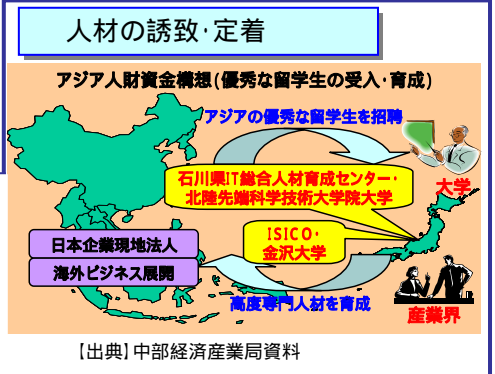 人材の誘致･定着
アジア人財資金構想(優秀な留学生の受入･育成)
アジアの優秀な留学生を招聘
石川県IT総合人材育成センター･
北陸先端科学技術大学院大学
大学
ISICO･
金沢大学
日本企業現地法人
海外ビジネス展開
高度専門人材を育成
産業界
【出典】中部経済産業局資料